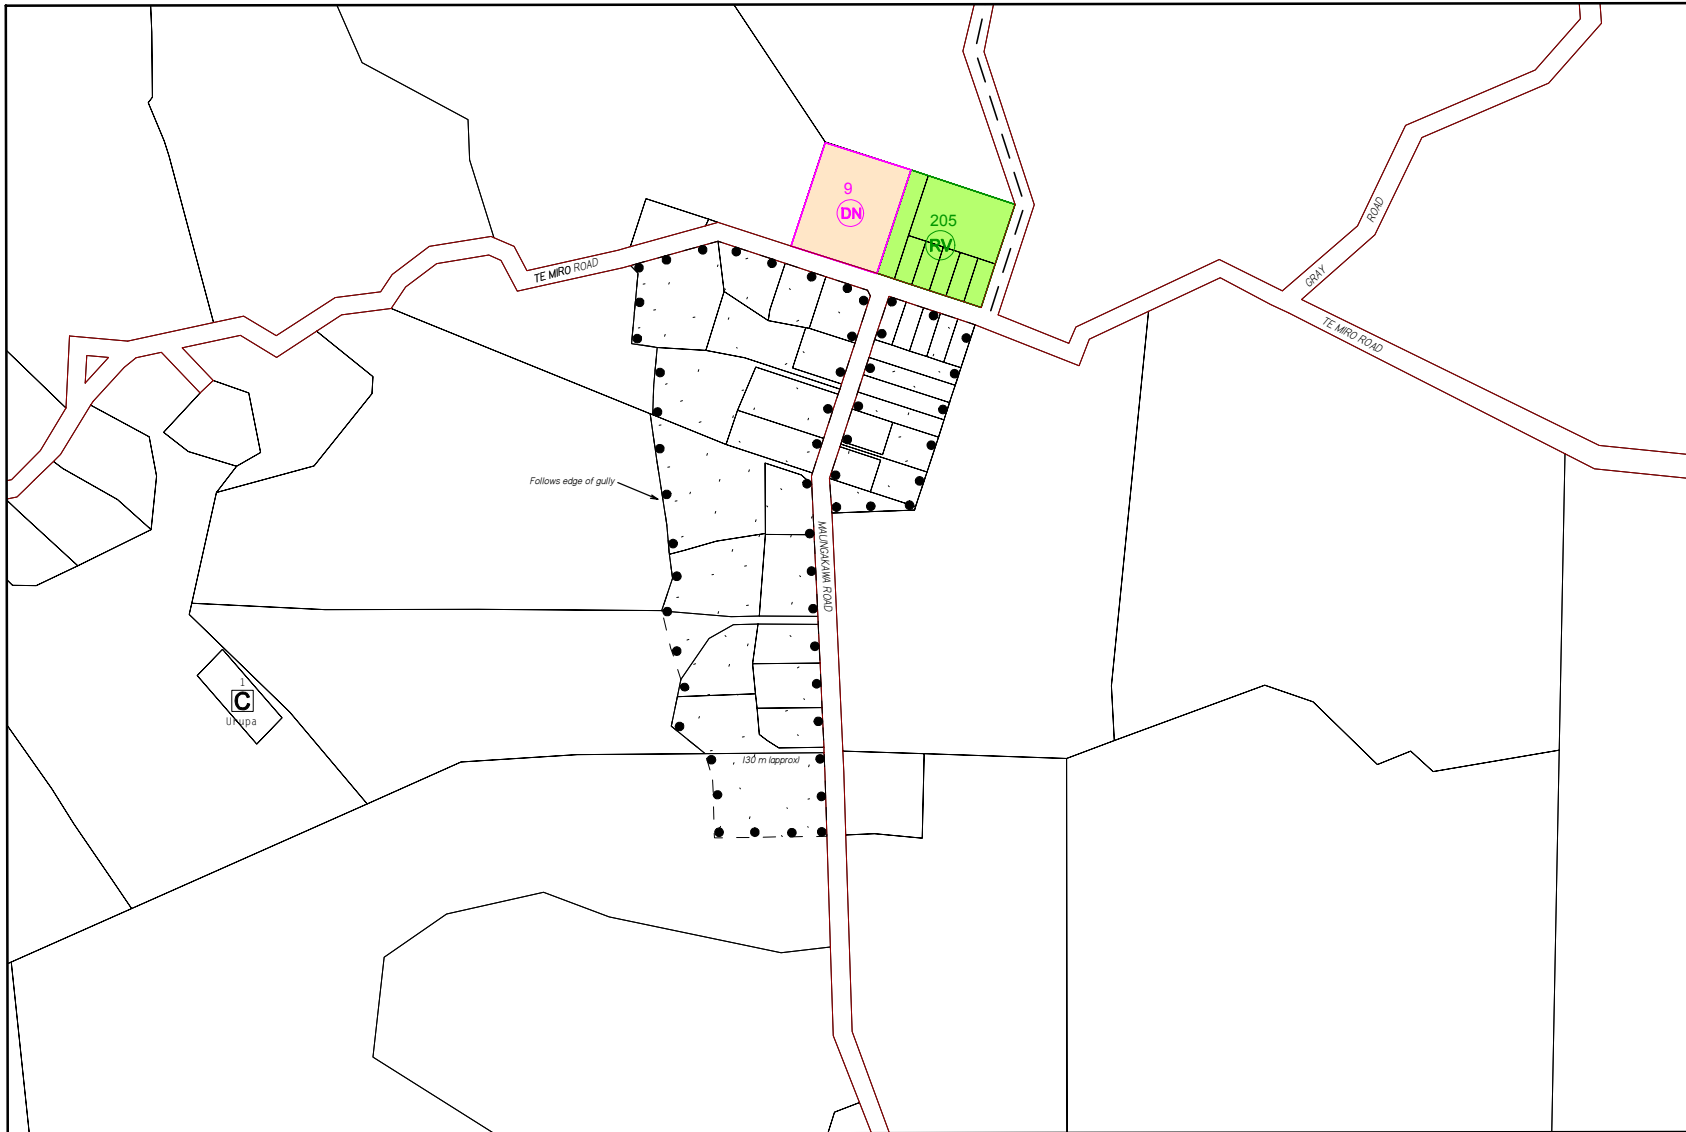 9
DN
205
RV
ROAD
GRAY
TE MIRO ROAD
TE MIRO ROAD
Follows edge of gully
MAUNGAKAWA ROAD
1
C
Urupa
130 m (approx)